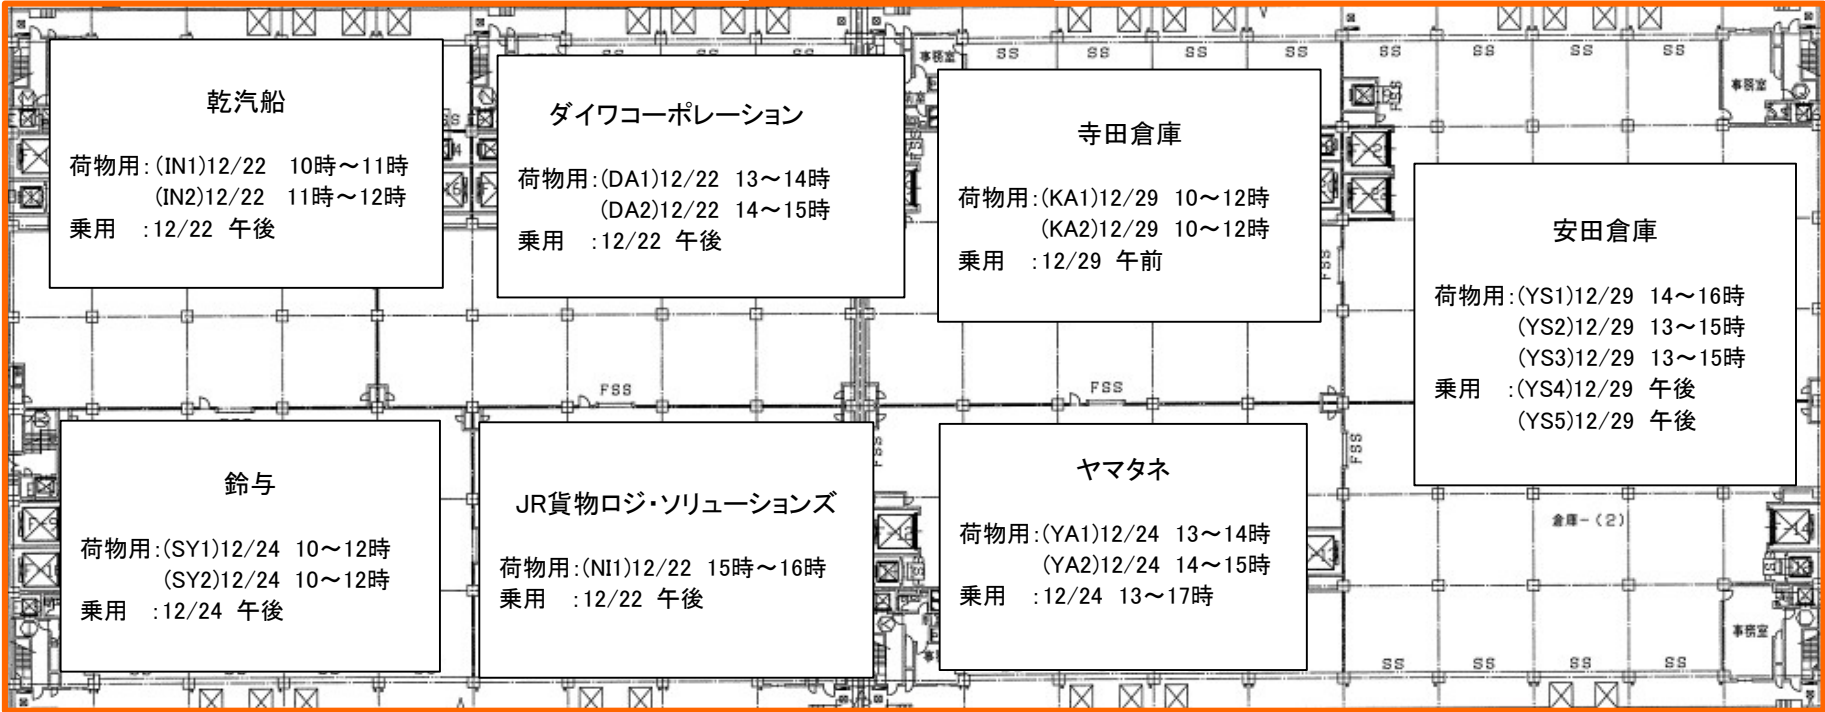 乾汽船
荷物用:(IN1)12/22 10時～11時
(IN2)12/22 11時～12時
乗用 :12/22 午後
ダイワコーポレーション
荷物用:(DA1)12/22 13～14時
(DA2)12/22 14～15時
乗用 :12/22 午後
寺田倉庫
荷物用:(KA1)12/29 10～12時
(KA2)12/29 10～12時
乗用 :12/29 午前
安田倉庫
荷物用:(YS1)12/29 14～16時
(YS2)12/29 13～15時
(YS3)12/29 13～15時
乗用 :(YS4)12/29 午後
(YS5)12/29 午後
鈴与
荷物用:(SY1)12/24 10～12時
(SY2)12/24 10～12時
乗用 :12/24 午後
JR貨物ロジ・ソリューションズ
荷物用:(NI1)12/22 15時～16時
乗用 :12/22 午後
ヤマタネ
荷物用:(YA1)12/24 13～14時
(YA2)12/24 14～15時
乗用 :12/24 13～17時
事務室
SS
SS
SS
SS
SS
SS
SS
SS
事務室
FSS
FSS
FSS
FSS
FSS
倉庫-(2)
事務室
SS
SS
SS
SS